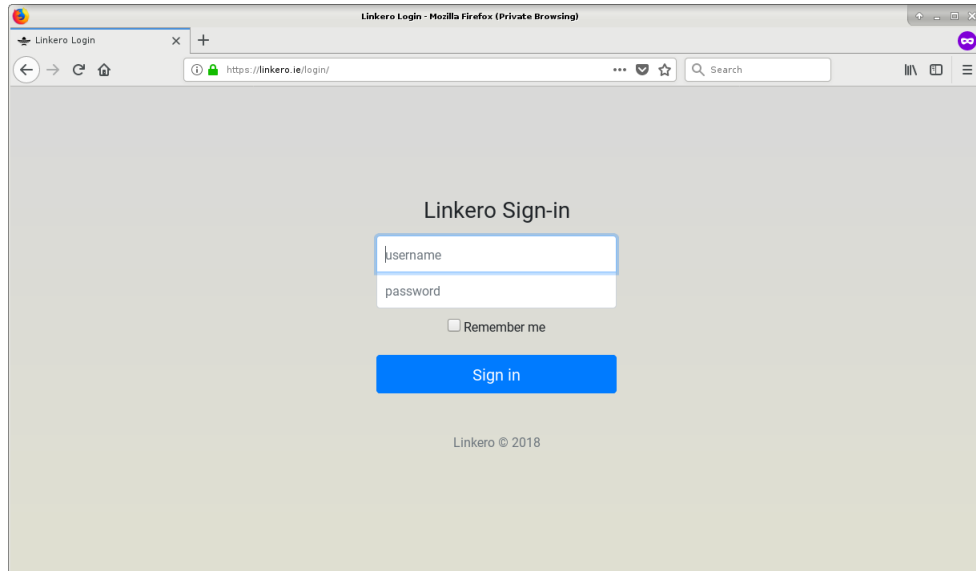 Linkero Login - Mozilla Firefox (Private Browsing)
Linkero Login
https://linkero.ie/login/
Search
Linkero Sign-in
username
password
Remember me
Sign in
Linkero © 2018